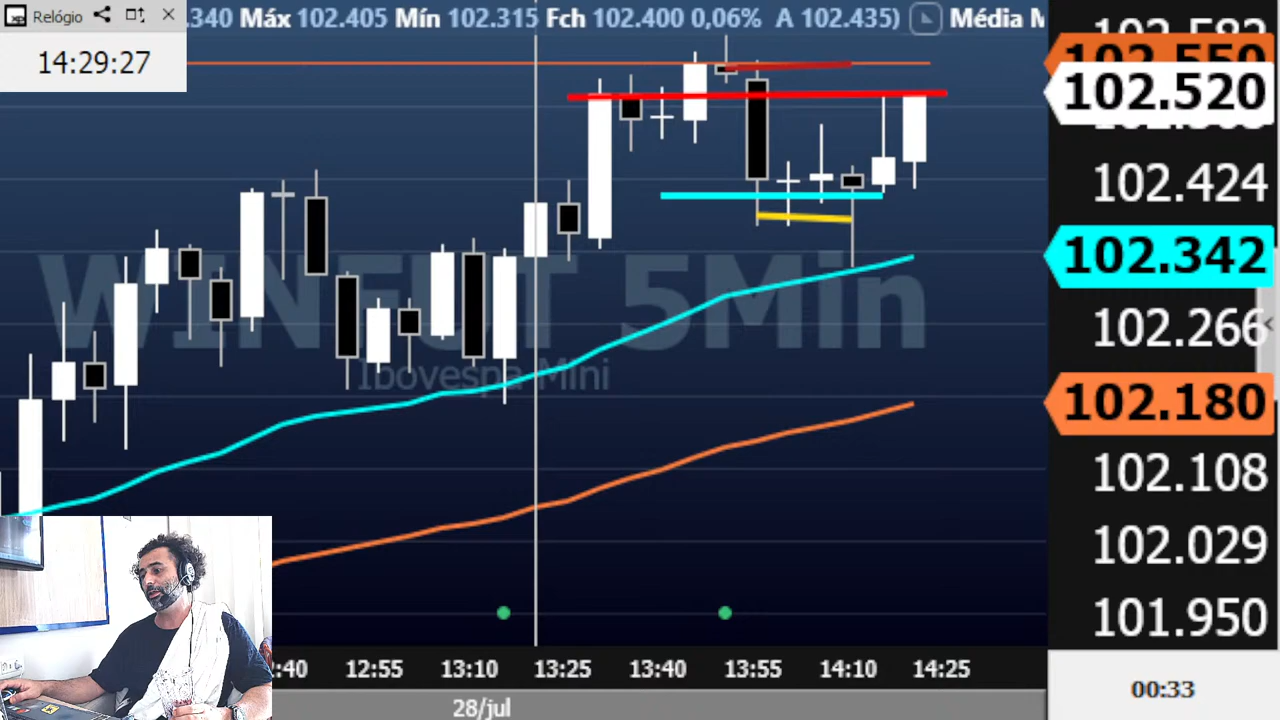 Relógio
14:29:27
.340 Máx 102.405 Mín 102.315 Fch 102.400 0,06% A 102.435) Média M
102.550
102.520
102.424
102.342
102.266
102.180
102.108
102.029
101.950
WINFUT 5Min
Ibovespa Mini
:40 12:55 13:10 13:25 13:40 13:55 14:10 14:25
28/jul
00:33